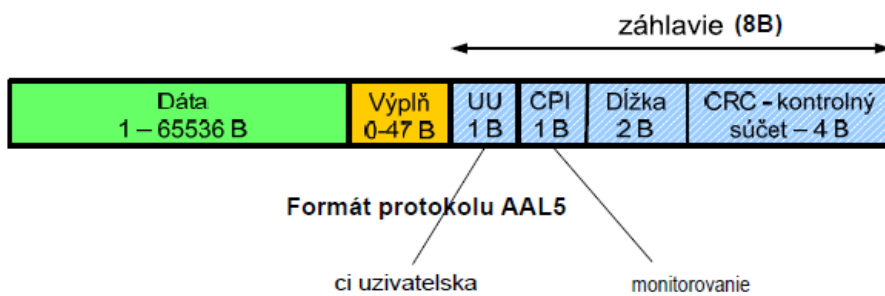 záhlavie (8B)
Dáta
1 – 65536 B
Výplň
0-47 B
UU
1 B
CPI
1 B
Dĺžka
2 B
CRC - kontrolný
súčet – 4 B
Formát protokolu AAL5
ci uzivatelska
monitorovanie